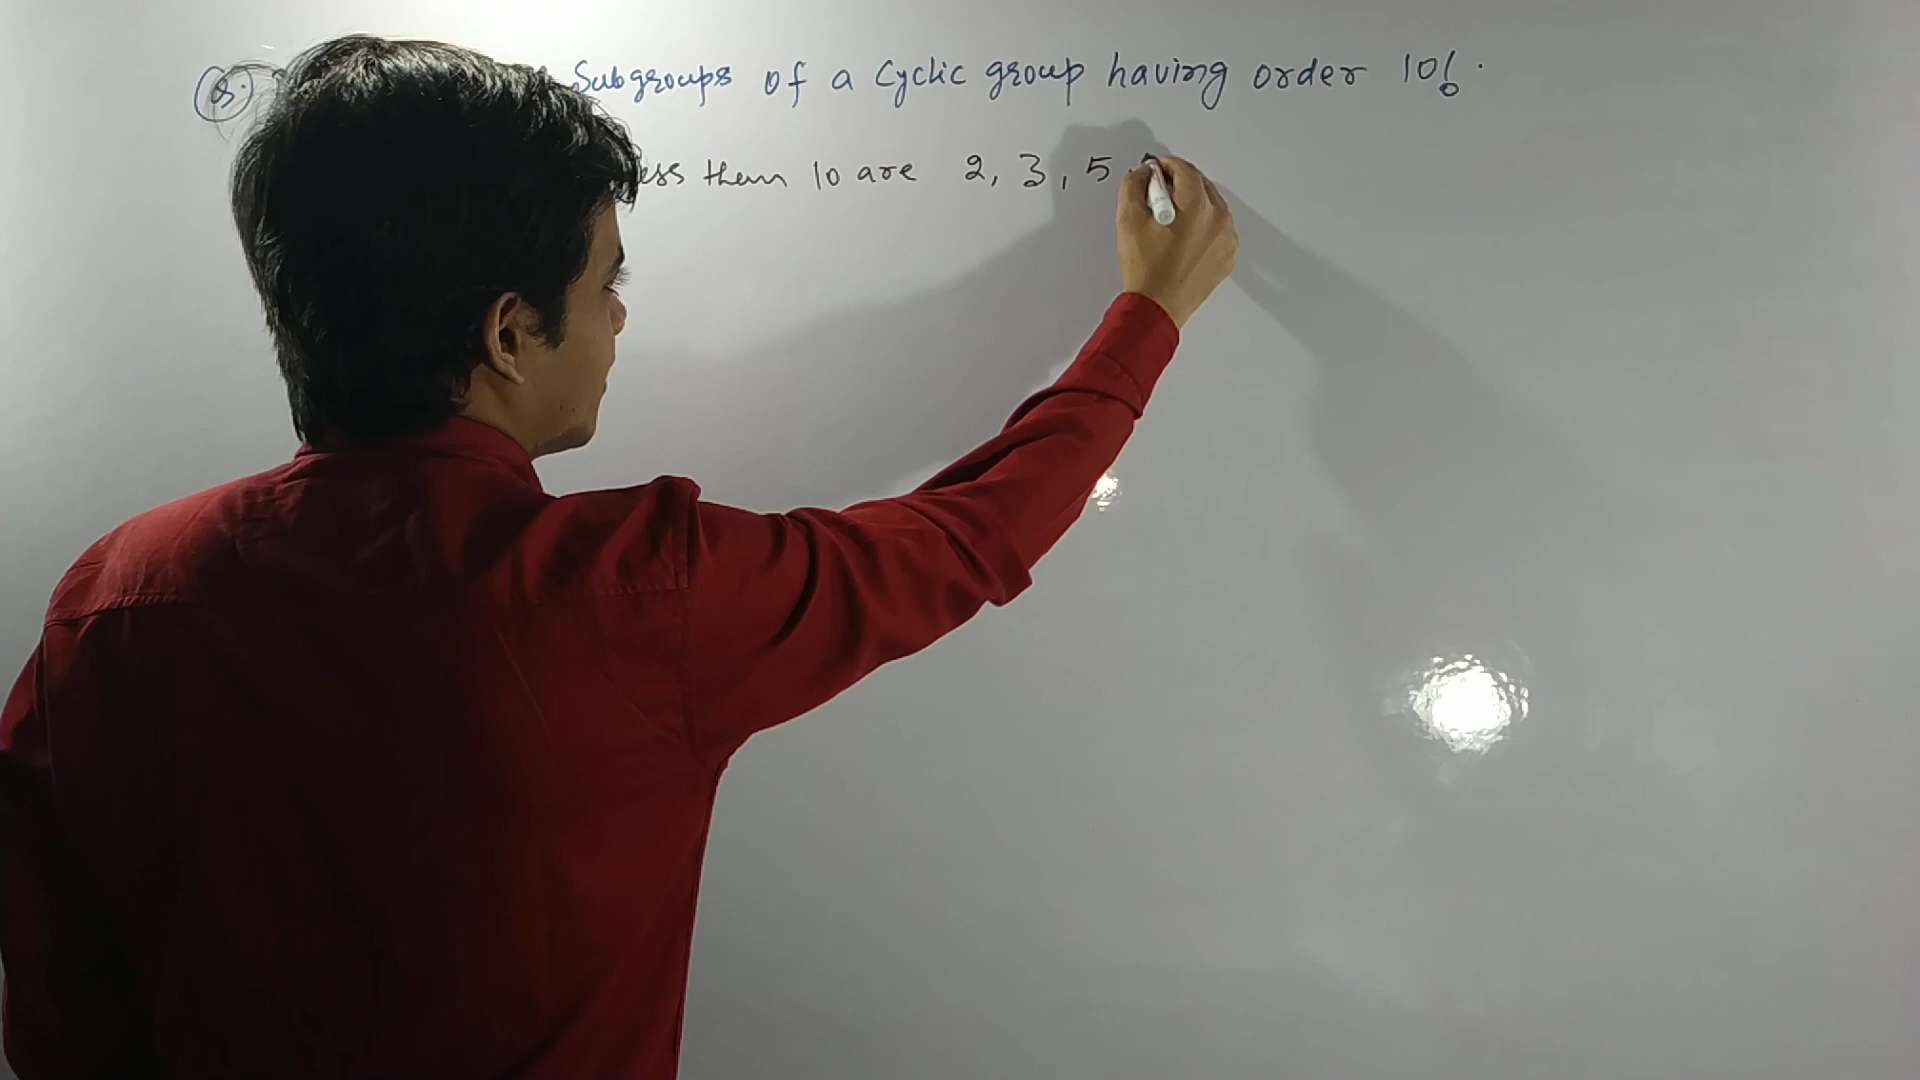 Q. Subgroups of a Cyclic group having order 10!.
less than 10 are 2, 3, 5